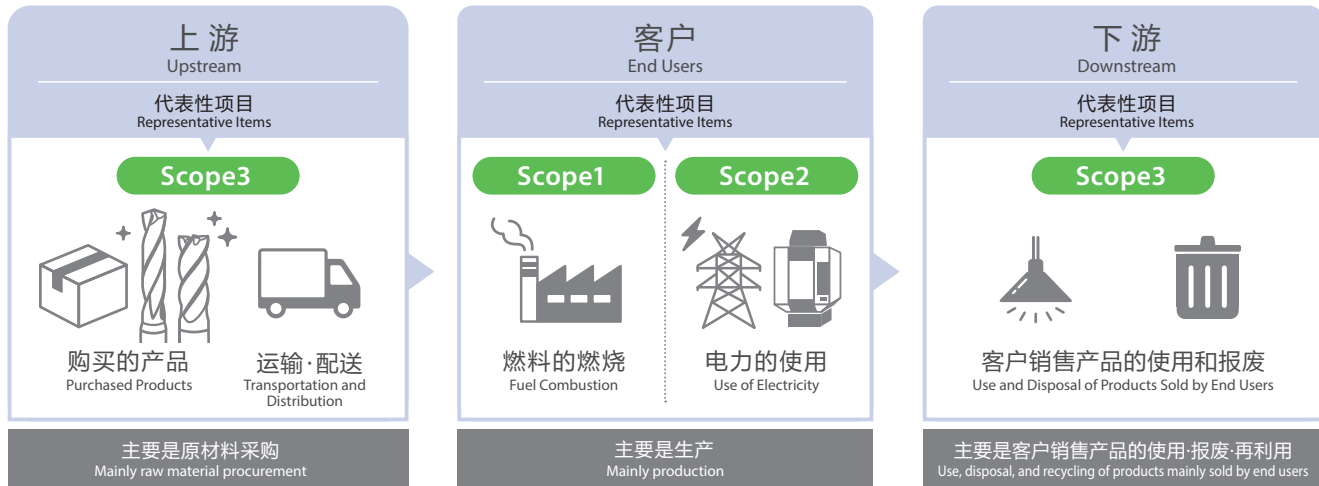 上游
Upstream
代表性项目
Representative Items
Scope3
购买的产品
Purchased Products
运输·配送
Transportation and
Distribution
主要是原材料采购
Mainly raw material procurement
客户
End Users
代表性项目
Representative Items
Scope1
燃料的燃烧
Fuel Combustion
Scope2
电力的使用
Use of Electricity
主要是生产
Mainly production
下游
Downstream
代表性项目
Representative Items
Scope3
客户销售产品的使用和报废
Use and Disposal of Products Sold by End Users
主要是客户销售产品的使用·报废·再利用
Use, disposal, and recycling of products mainly sold by end users